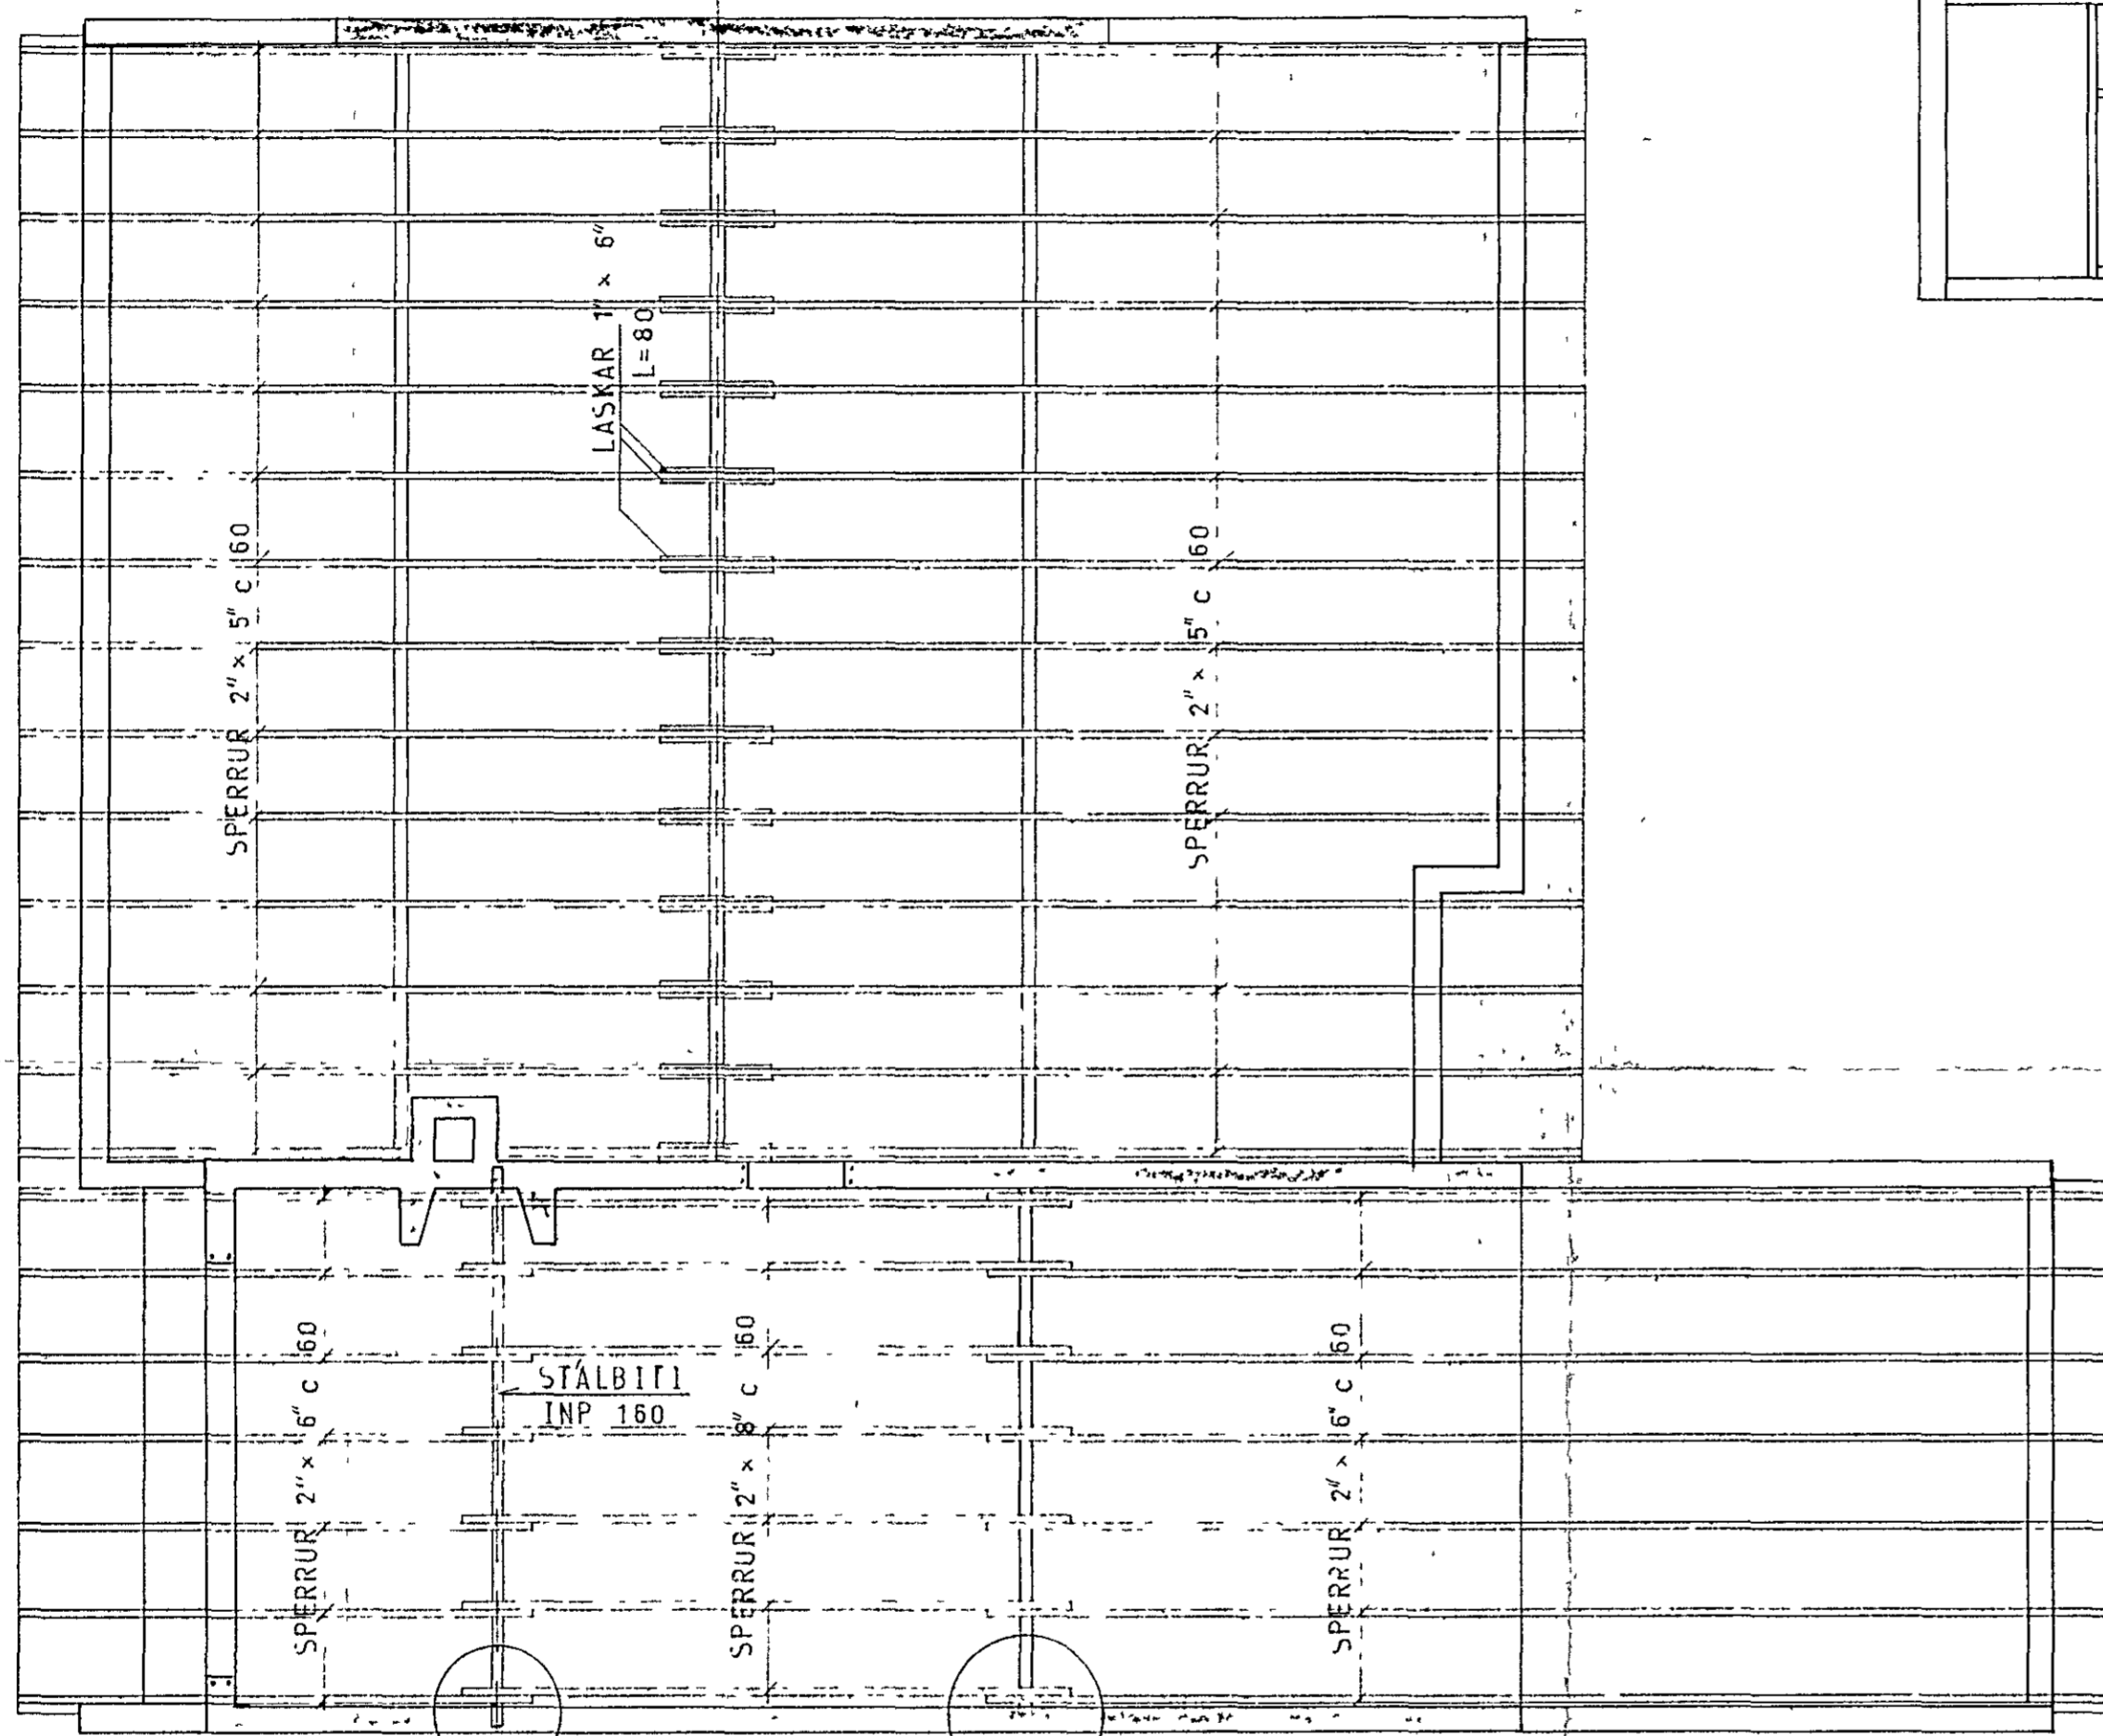 LASKAR 1" x 6"
L=80
SPERRUR 2" x 5" c 60
SPERRUR 2" x 5" c 60
STÁLBITI
INP 160
SPERRUR 2" x 6" c 60
SPERRUR 2" x 8" c 60
SPERRUR 2" x 6" c 60